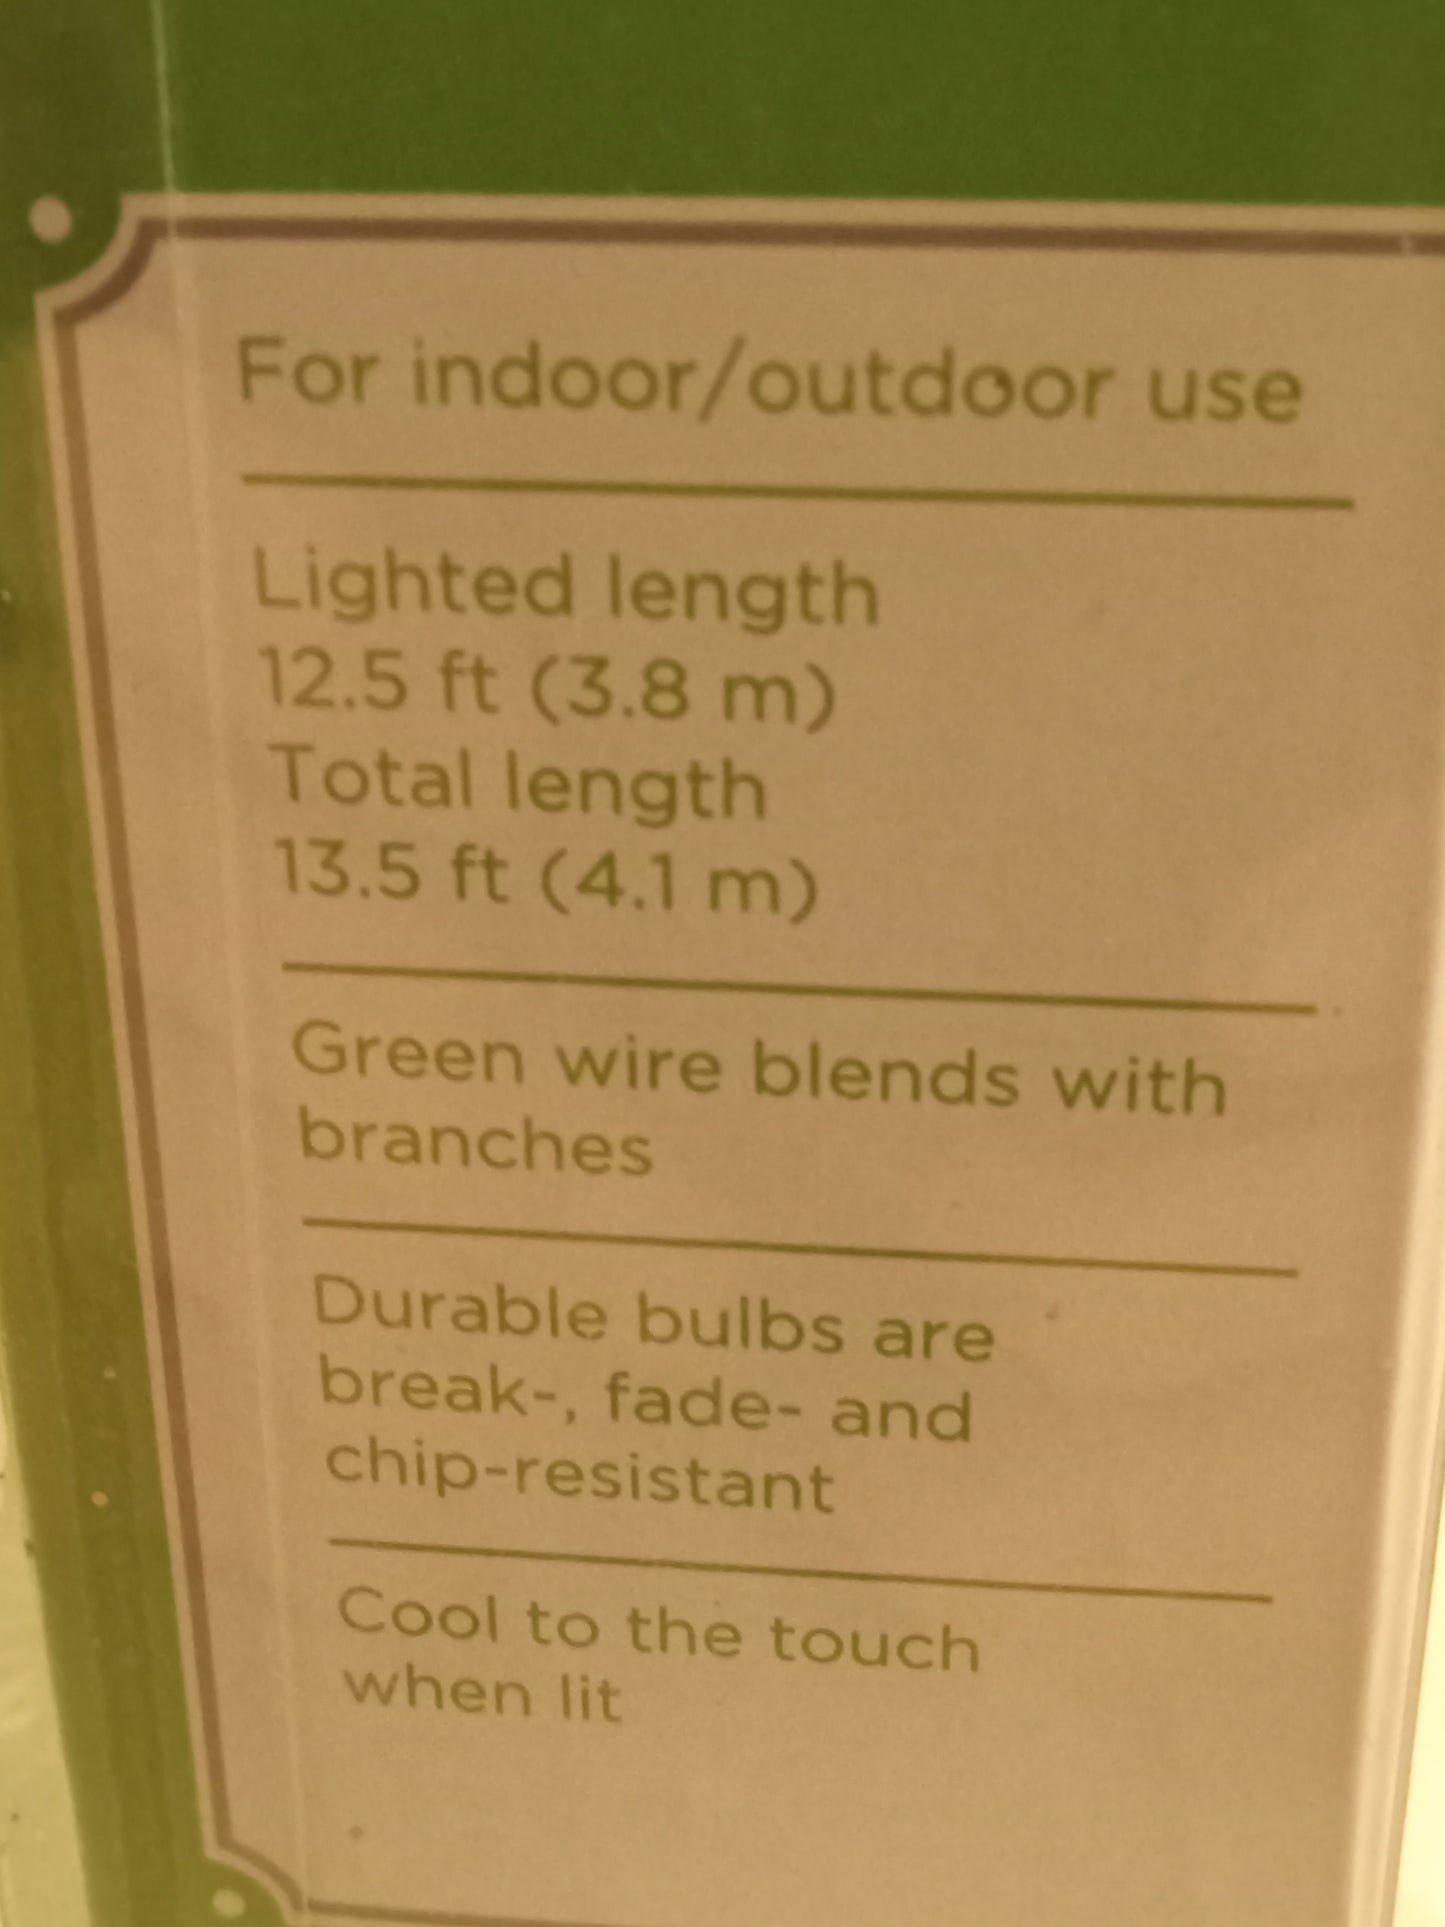 For indoor/outdoor use
Lighted length
12.5 ft (3.8 m)
Total length
13.5 ft (4.1 m)
Green wire blends with
branches
Durable bulbs are
break-, fade- and
chip-resistant
Cool to the touch
when lit